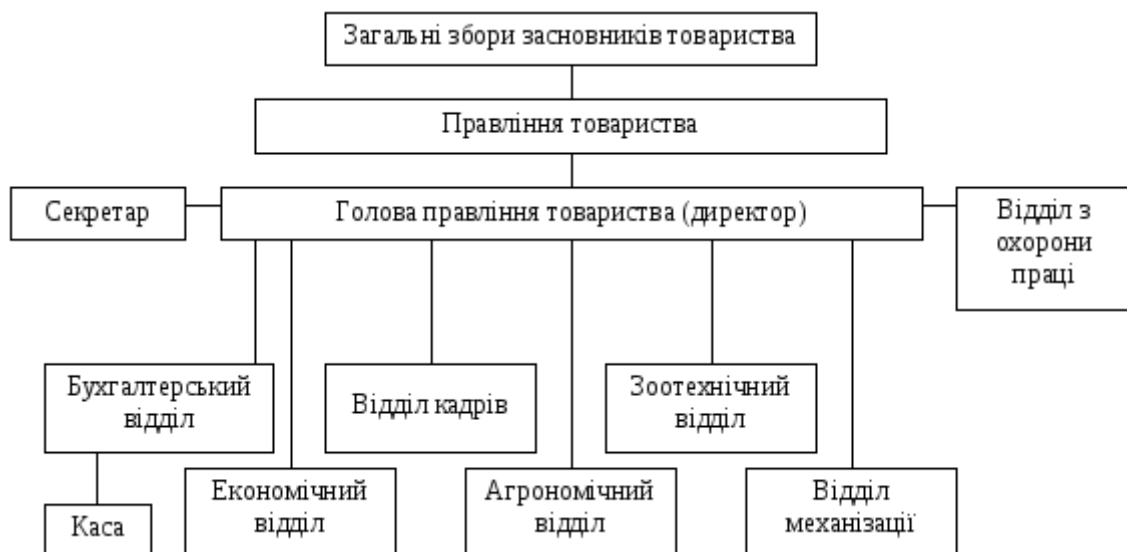 Загальні збори засновників товариства
Правління товариства
Секретар
Голова правління товариства (директор)
Відділ з
охорони
праці
Бухгалтерський
відділ
Відділ кадрів
Зоотехнічний
відділ
Каса
Економічний
відділ
Агрономічний
відділ
Відділ
механізації